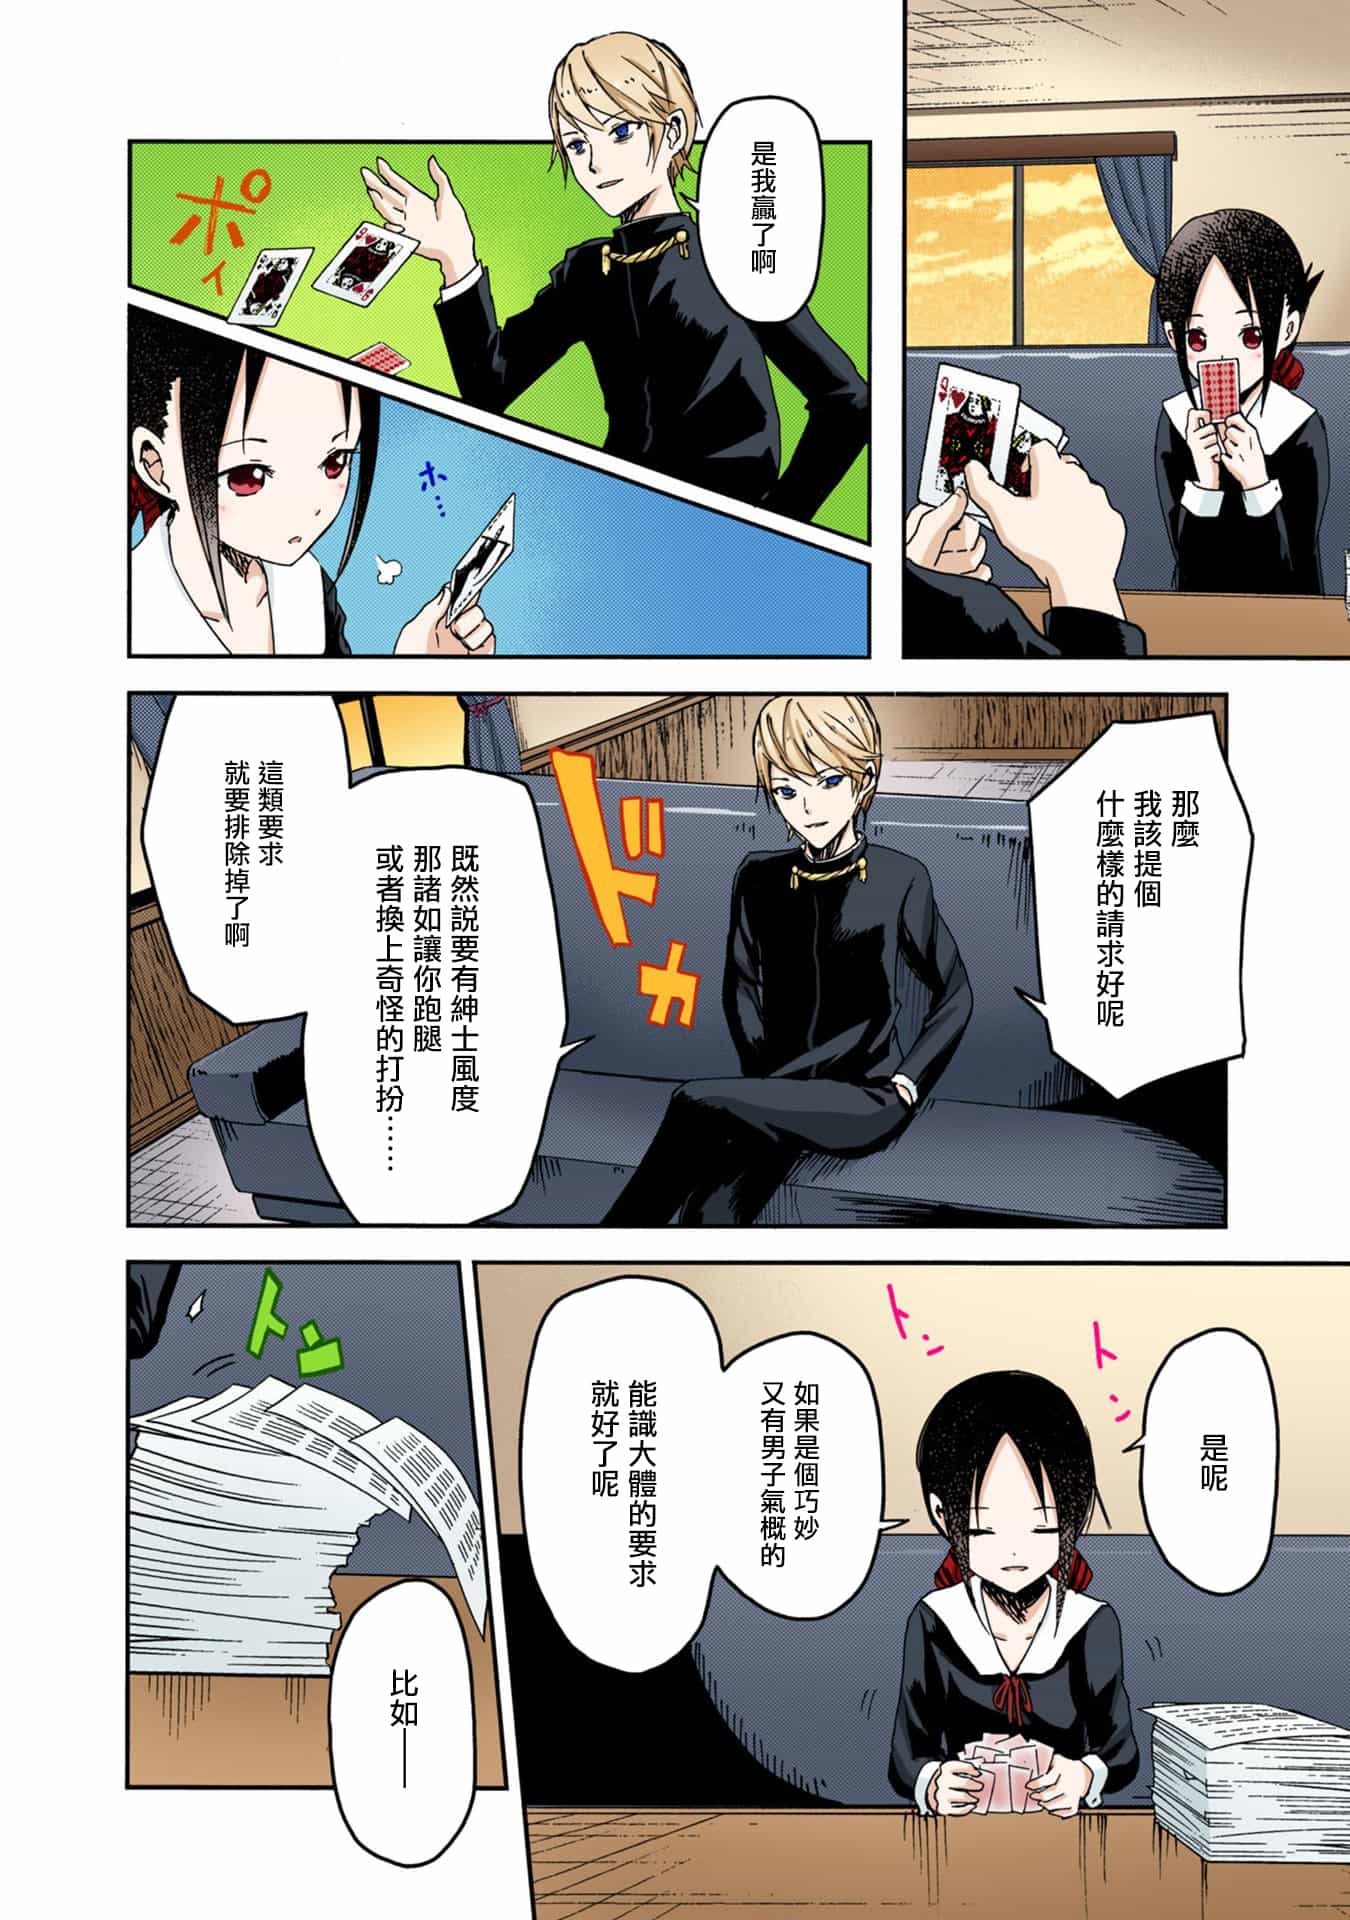 是我贏了啊
ポィ
ホ…
那麼
我該提個
什麼樣的請求好呢
ドカ
既然説要有紳士風度
那諸如讓你跑腿
或者換上奇怪的打扮……
這類要求
就要排除掉了啊
是呢
トン
トン
如果是個巧妙
又有男子氣概的
能識大體的要求
就好了呢
トン
比如——